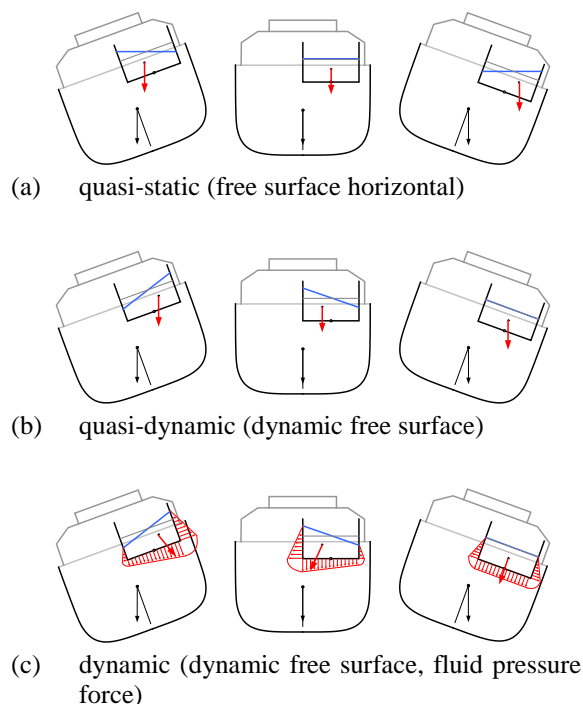 (a) quasi-static (free surface horizontal)
(b) quasi-dynamic (dynamic free surface)
(c) dynamic (dynamic free surface, fluid pressure
force)